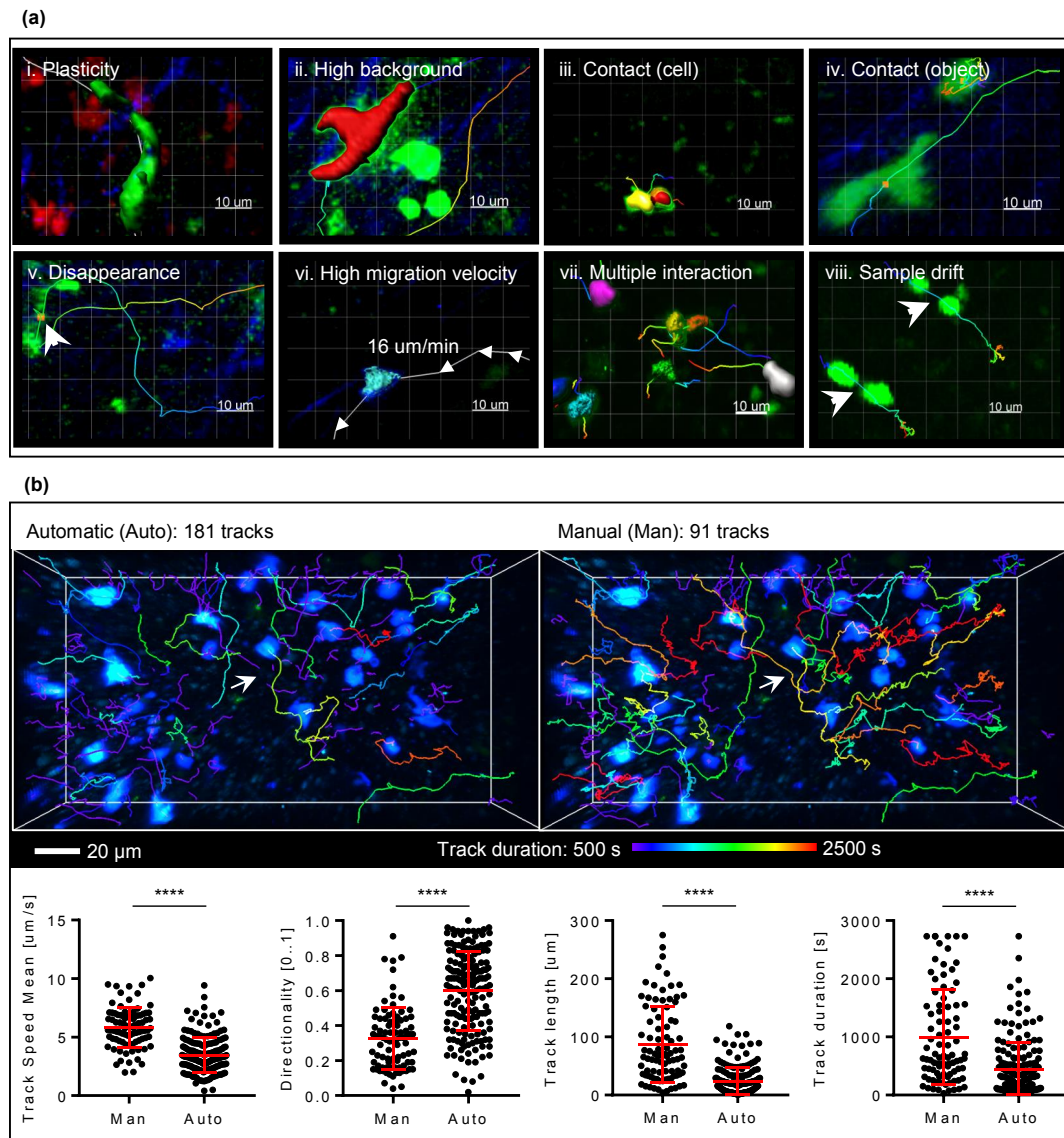 (a)
i. Plasticity
10 um
ii. High background
10 um
iii. Contact (cell)
10 um
iv. Contact (object)
10 um
v. Disappearance
10 um
vi. High migration velocity
16 um/min
10 um
vii. Multiple interaction
10 um
viii. Sample drift
10 um
(b)
Automatic (Auto): 181 tracks
Manual (Man): 91 tracks
20 µm
Track duration: 500 s
2500 s
****
Track Speed Mean [um/s]
15
10
5
0
Man Auto
****
Directionality [0..1]
1.0
0.8
0.6
0.4
0.2
0.0
Man Auto
****
Track length [um]
300
200
100
0
Man Auto
****
Track duration [s]
3000
2000
1000
0
Man Auto